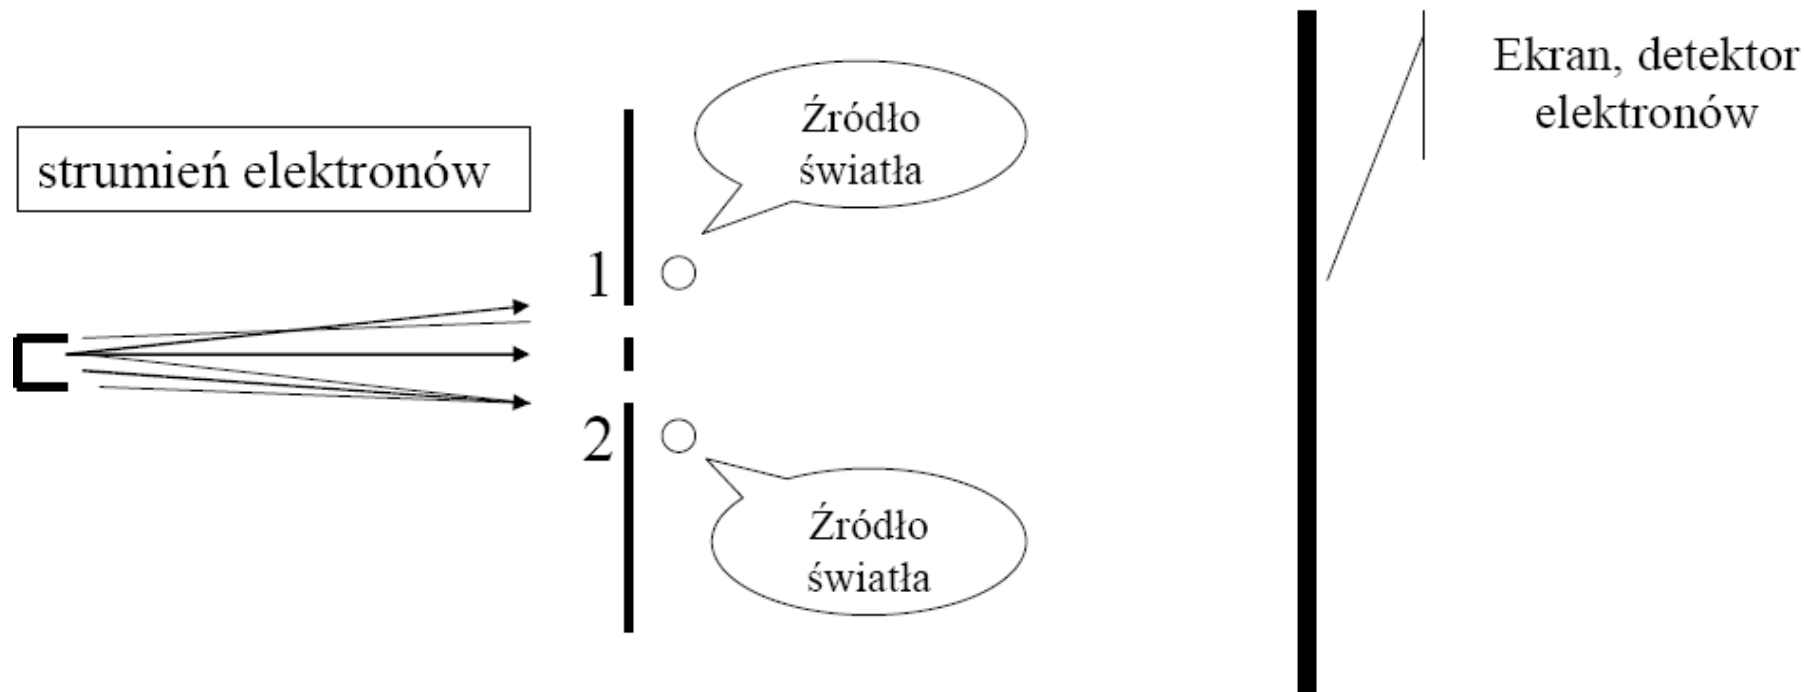 strumień elektronów
Źródło
światła
1
2
Źródło
światła
Ekran, detektor
elektronów